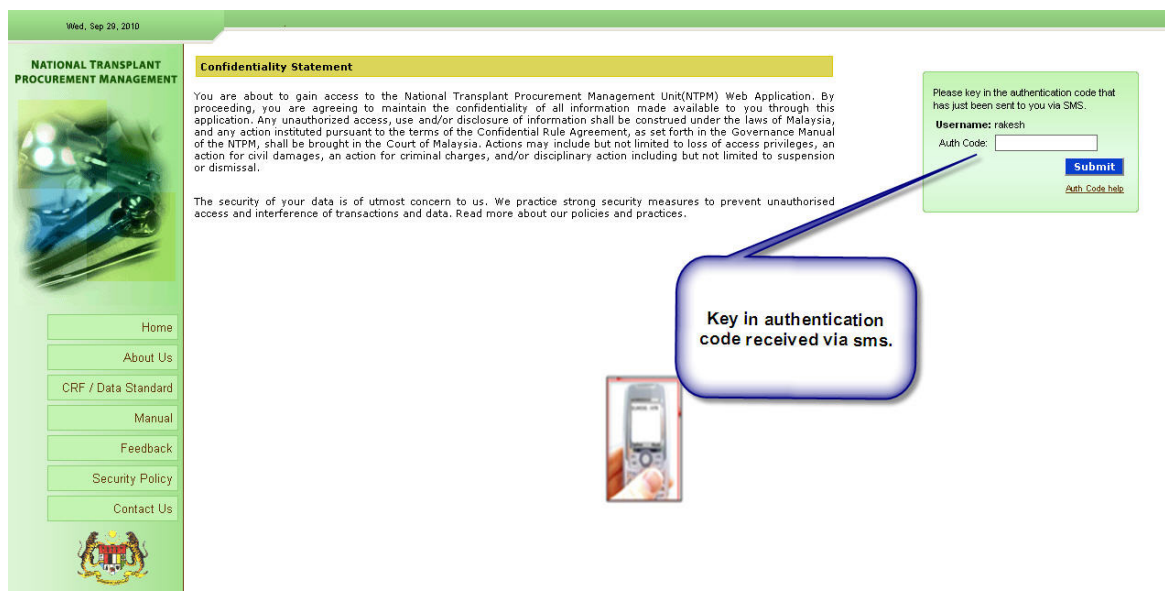 Wed, Sep 29, 2010
NATIONAL TRANSPLANT
PROCUREMENT MANAGEMENT
Home
About Us
CRF / Data Standard
Manual
Feedback
Security Policy
Contact Us
Confidentiality Statement
You are about to gain access to the National Transplant Procurement Management Unit(NTPM) Web Application. By
proceeding, you are agreeing to maintain the confidentiality of all information made available to you through this
application. Any unauthorized access, use and/or disclosure of information shall be construed under the laws of Malaysia,
and any action instituted pursuant to the terms of the Confidential Rule Agreement, as set forth in the Governance Manual
of the NTPM, shall be brought in the Court of Malaysia. Actions may include but not limited to loss of access privileges, an
action for civil damages, an action for criminal charges, and/or disciplinary action including but not limited to suspension
or dismissal.
The security of your data is of utmost concern to us. We practice strong security measures to prevent unauthorised
access and interference of transactions and data. Read more about our policies and practices.
Please key in the authentication code that
has just been sent to you via SMS.
Username: rakesh
Auth Code:
Submit
Auth Code help
Key in authentication
code received via sms.